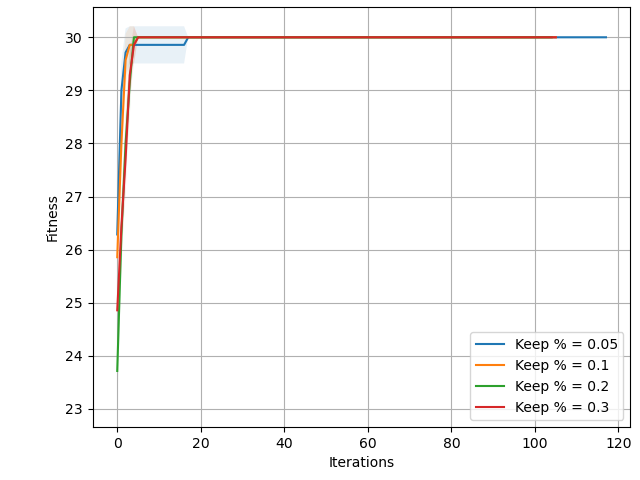 30
29
28
27
26
25
24
23
Fitness
0
20
40
60
80
100
120
Iterations
Keep % = 0.05
Keep % = 0.1
Keep % = 0.2
Keep % = 0.3